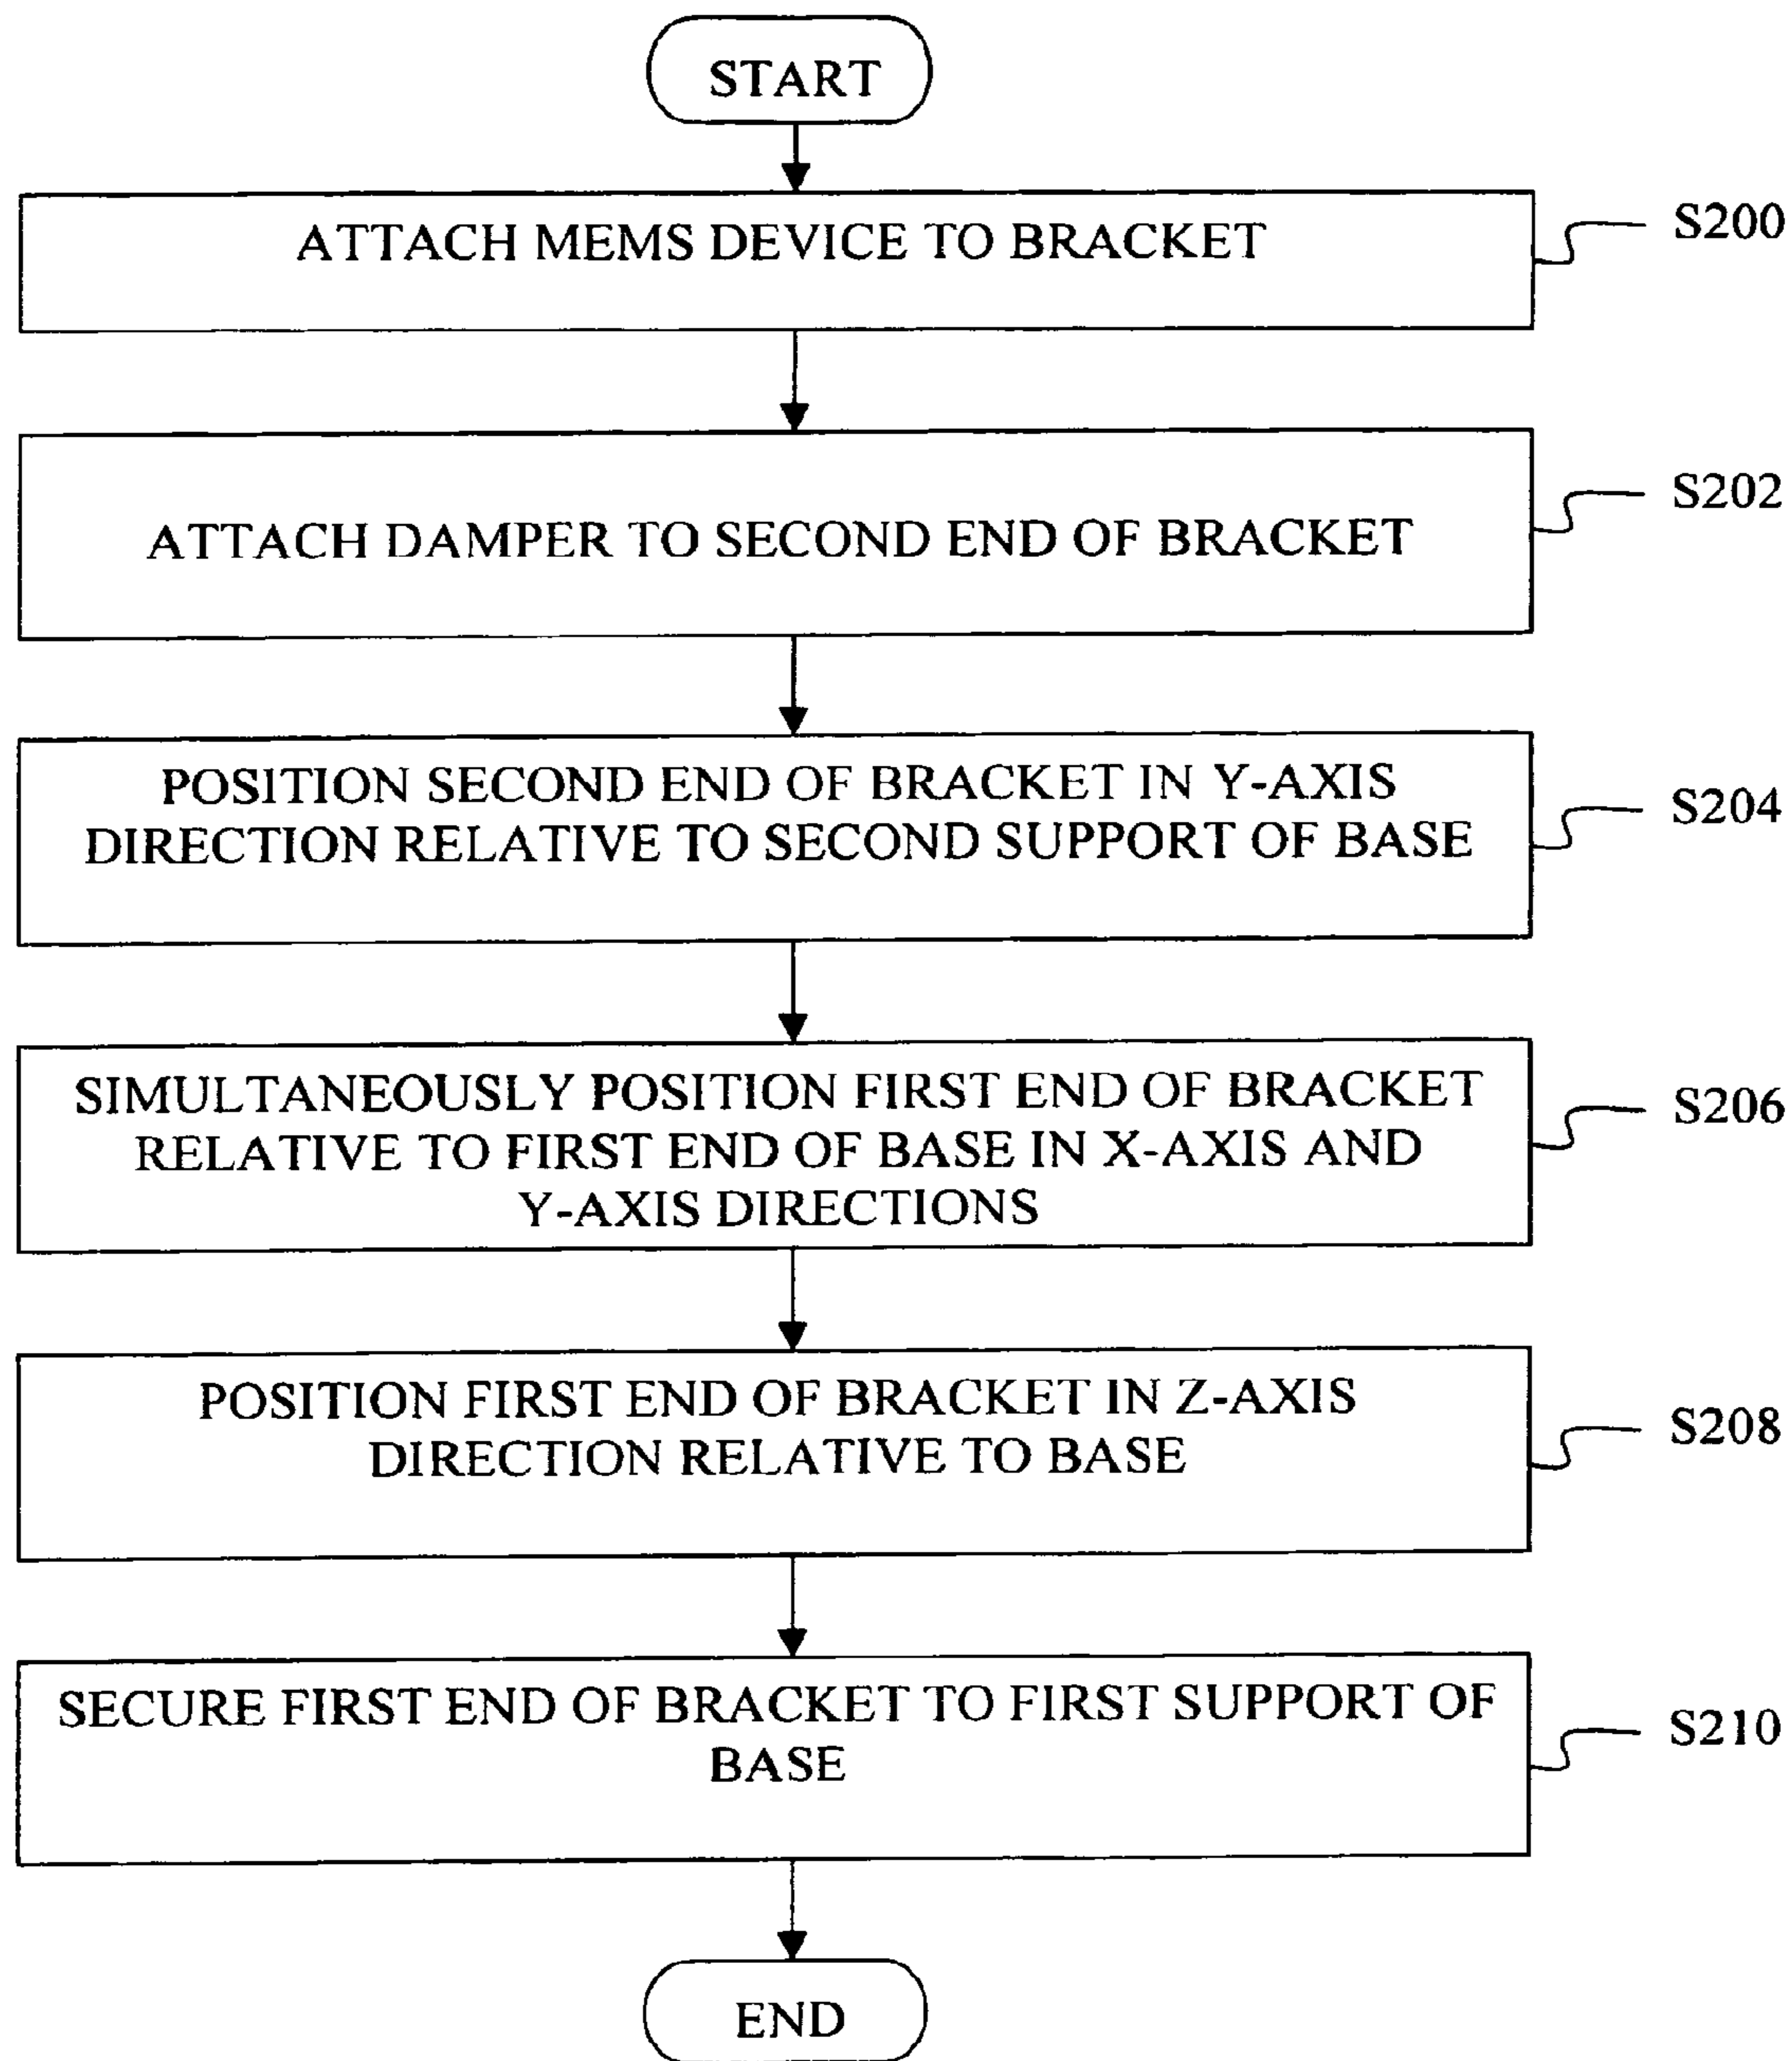 START
ATTACH MEMS DEVICE TO BRACKET
S200
ATTACH DAMPER TO SECOND END OF BRACKET
S202
POSITION SECOND END OF BRACKET IN Y-AXIS
DIRECTION RELATIVE TO SECOND SUPPORT OF BASE
S204
SIMULTANEOUSLY POSITION FIRST END OF BRACKET
RELATIVE TO FIRST END OF BASE IN X-AXIS AND
Y-AXIS DIRECTIONS
S206
POSITION FIRST END OF BRACKET IN Z-AXIS
DIRECTION RELATIVE TO BASE
S208
SECURE FIRST END OF BRACKET TO FIRST SUPPORT OF
BASE
S210
END